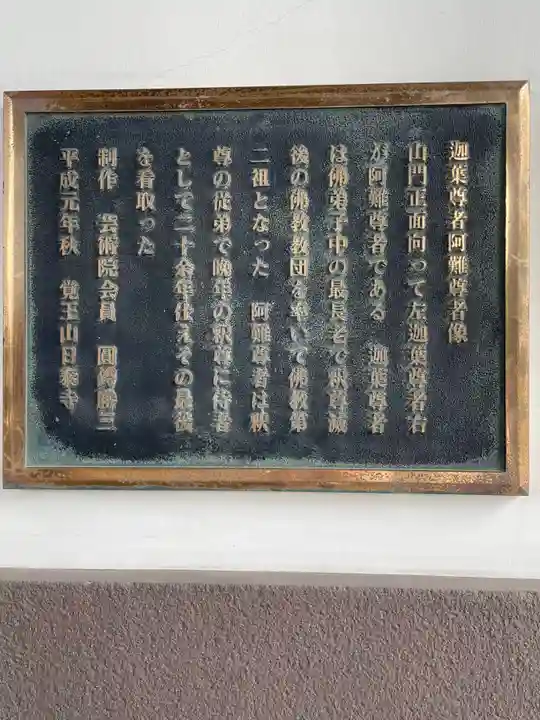 迦葉尊者阿難尊者像
山門正面向って左迦葉尊者右
が阿難尊者である　迦葉尊者
は佛弟子中の最長老で釈尊滅
後の佛教教団を率いて佛教第
二祖となった　阿難尊者は釈
尊の従弟で晩年の釈尊に侍者
として二十余年仕えその最後
を看取った
制作　芸術院会員　圓鍔勝三
平成元年秋　覚王山日泰寺